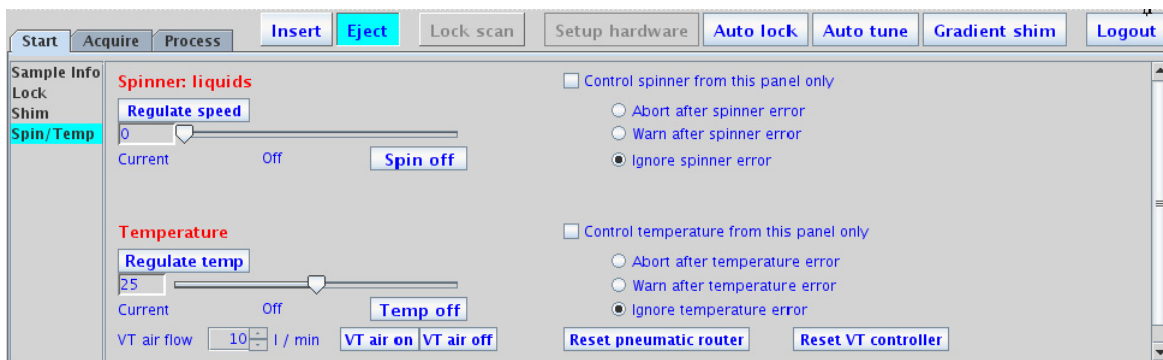 Start Acquire Process Insert Eject Lock scan Setup hardware Auto lock Auto tune Gradient shim Logout
Sample Info
Lock
Shim
Spin/Temp
Spinner: liquids
Control spinner from this panel only
Regulate speed
Abort after spinner error
0
Warn after spinner error
Current Off Spin off
Ignore spinner error
Temperature
Control temperature from this panel only
Regulate temp
Abort after temperature error
25
Warn after temperature error
Current Off Temp off
Ignore temperature error
VT air flow 10 l / min VT air on VT air off Reset pneumatic router Reset VT controller